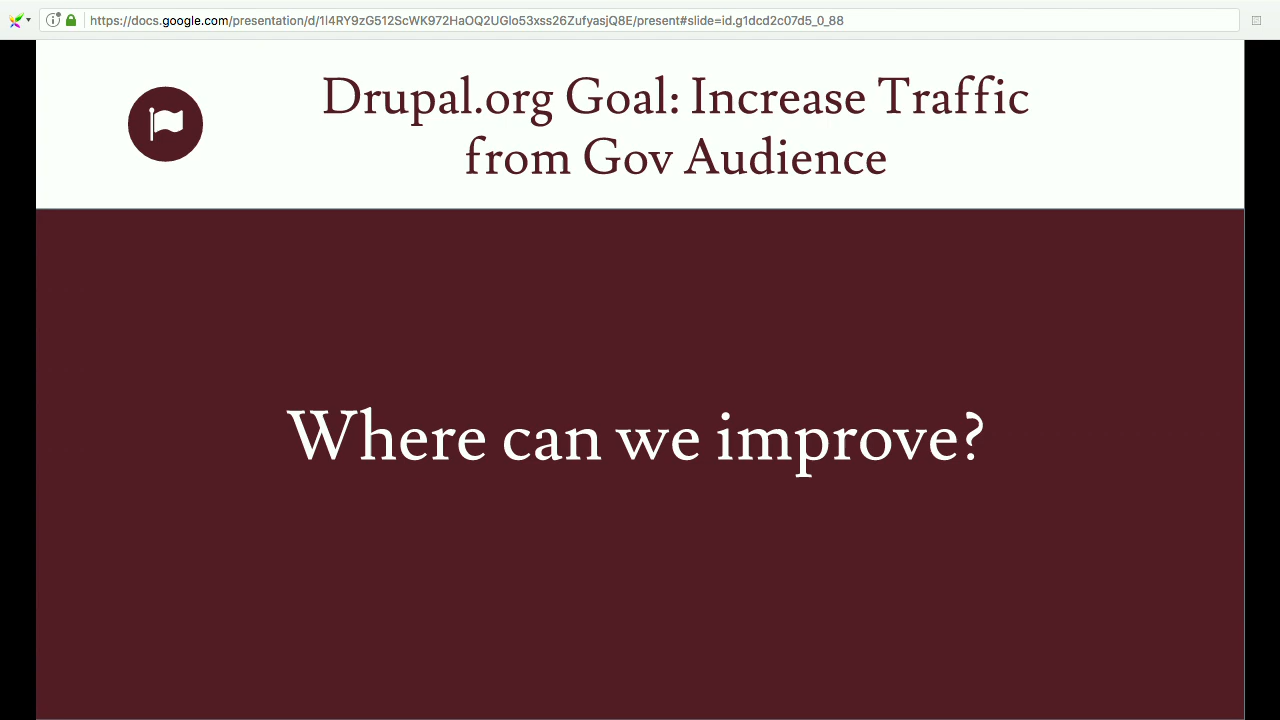 https://docs.google.com/presentation/d/1l4RY9zG512ScWK972HaOQ2UGlo53xss26ZufyasjQ8E/present#slide=id.g1dcd2c07d5_0_88
Drupal.org Goal: Increase Traffic
from Gov Audience
Where can we improve?